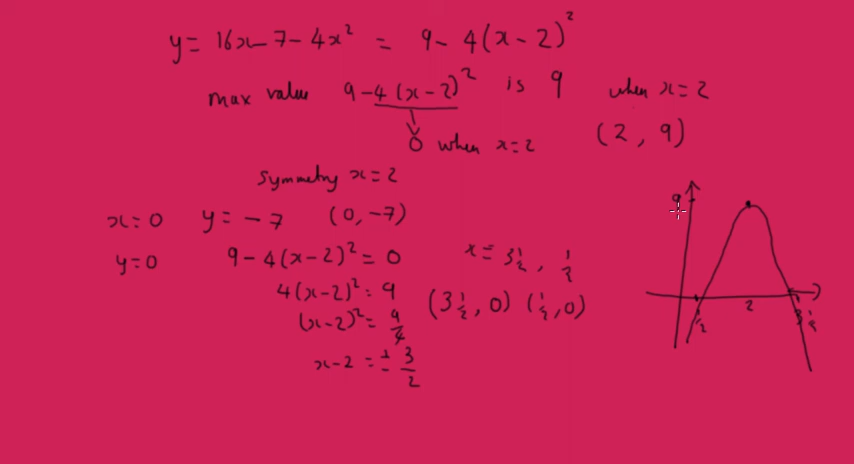 y = 16x - 7 - 4x² = 9 - 4(x - 2)²
max value 9 - 4(x - 2)² is 9 when x = 2
0 when x = 2 (2, 9)
symmetry x = 2
x = 0 y = -7 (0, -7)
y = 0 9 - 4(x - 2)² = 0 x = 3½, ½
4(x - 2)² = 9 (3½, 0) (½, 0)
(x - 2)² = 9/4
x - 2 = ± 3/2
9
½ 2 3½